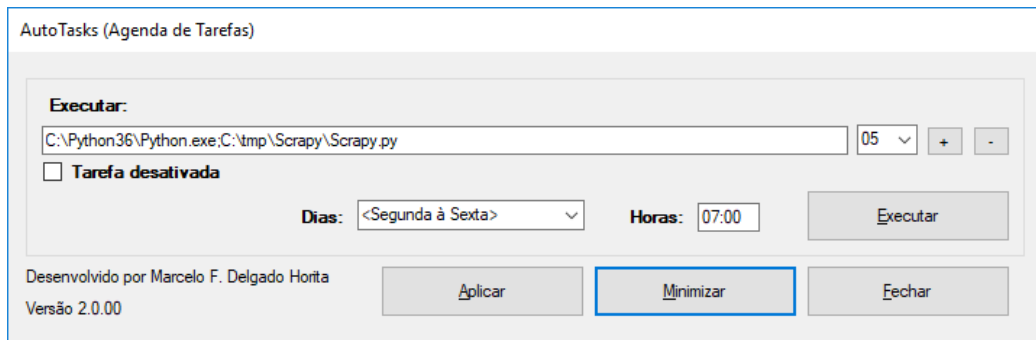 AutoTasks (Agenda de Tarefas)
Executar:
C:\Python36\Python.exe;C:\tmp\Scrapy\Scrapy.py 05 + -
Tarefa desativada
Dias: <Segunda à Sexta> Horas: 07:00 Executar
Desenvolvido por Marcelo F. Delgado Horita
Versão 2.0.00
Aplicar Minimizar Fechar